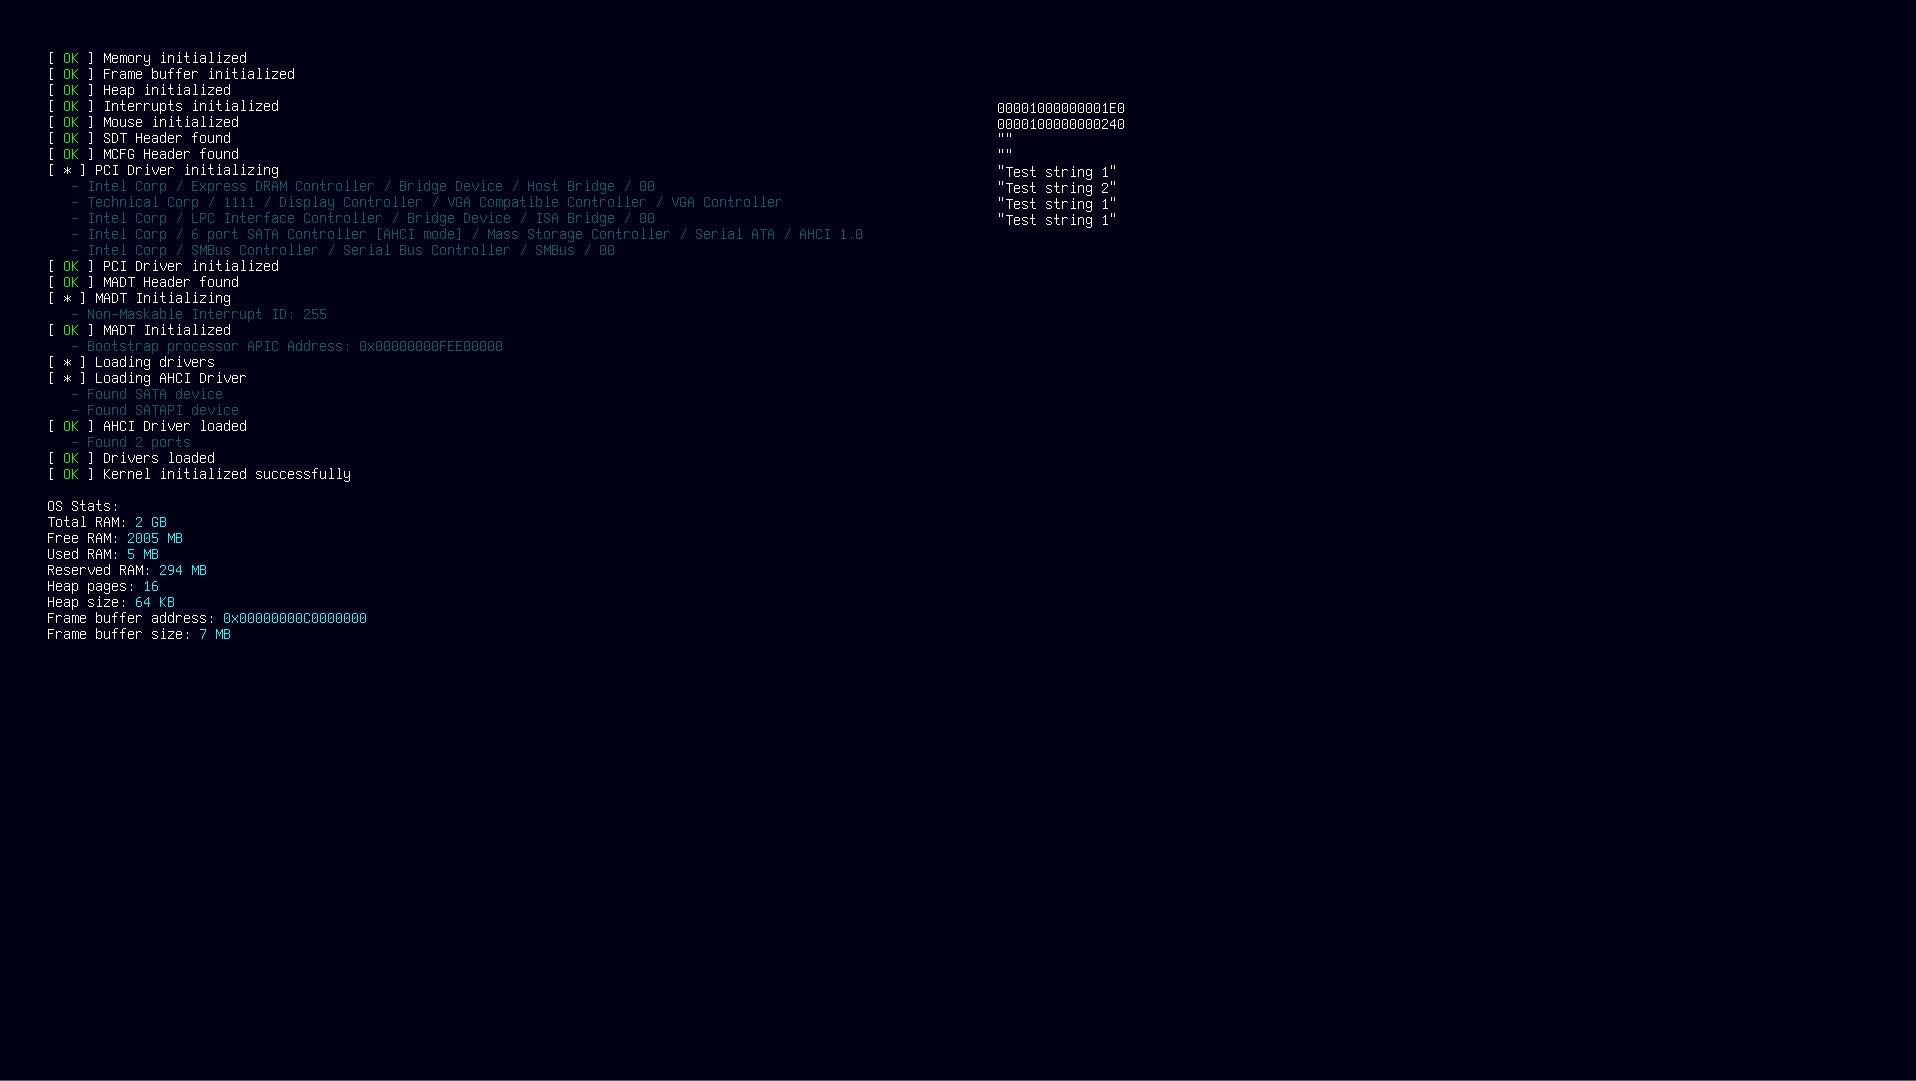 [ OK ] Memory initialized
[ OK ] Frame buffer initialized
[ OK ] Heap initialized
[ OK ] Interrupts initialized
[ OK ] Mouse initialized
[ OK ] SDT Header found
[ OK ] MCFG Header found
[ * ] PCI Driver initializing
- Intel Corp / Express DRAM Controller / Bridge Device / Host Bridge / 00
- Technical Corp / 1111 / Display Controller / VGA Compatible Controller / VGA Controller
- Intel Corp / LPC Interface Controller / Bridge Device / ISA Bridge / 00
- Intel Corp / 6 port SATA Controller [AHCI mode] / Mass Storage Controller / Serial ATA / AHCI 1.0
- Intel Corp / SMBus Controller / Serial Bus Controller / SMBus / 00
[ OK ] PCI Driver initialized
[ OK ] MADT Header found
[ * ] MADT Initializing
- Non-Maskable Interrupt ID: 255
[ OK ] MADT Initialized
- Bootstrap processor APIC Address: 0x00000000FEE00000
[ * ] Loading drivers
[ * ] Loading AHCI Driver
- Found SATA device
- Found SATAPI device
[ OK ] AHCI Driver loaded
- Found 2 ports
[ OK ] Drivers loaded
[ OK ] Kernel initialized successfully
OS Stats:
Total RAM: 2 GB
Free RAM: 2005 MB
Used RAM: 5 MB
Reserved RAM: 294 MB
Heap pages: 16
Heap size: 64 KB
Frame buffer address: 0x00000000C0000000
Frame buffer size: 7 MB
00001000000001E0
0000100000000240
""
""
"Test string 1"
"Test string 2"
"Test string 1"
"Test string 1"